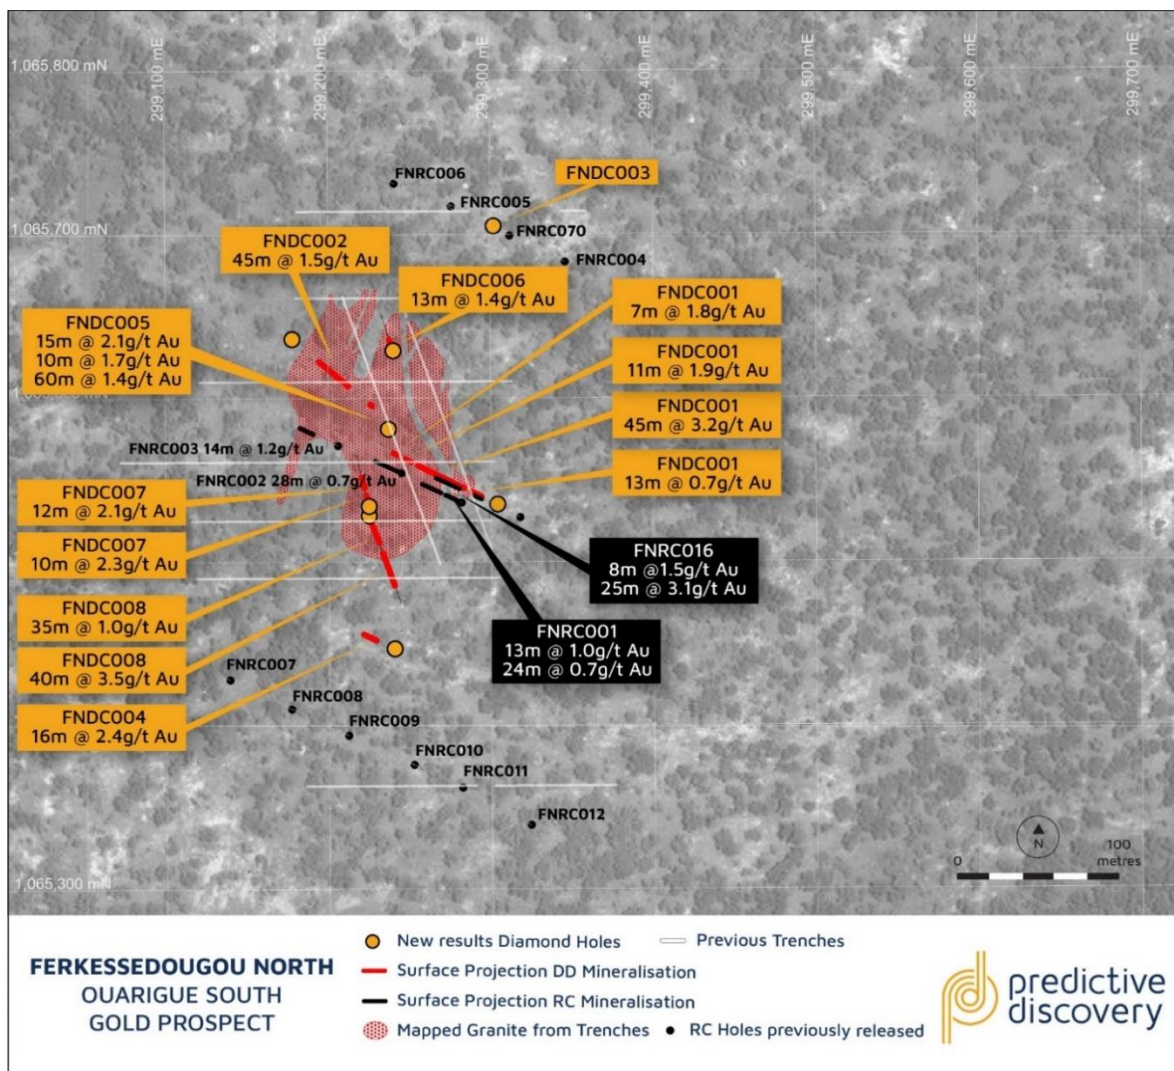 299,100 mE
299,200 mE
299,300 mE
299,400 mE
299,500 mE
299,600 mE
299,700 mE
1,065,800 mN
FNRC006
FNDC003
FNRC005
1,065,700 mN
FNRC070
FNRC004
FNDC002
45m @ 1.5g/t Au
FNDC006
13m @ 1.4g/t Au
FNDC001
7m @ 1.8g/t Au
FNDC005
15m @ 2.1g/t Au
10m @ 1.7g/t Au
60m @ 1.4g/t Au
FNDC001
11m @ 1.9g/t Au
FNDC001
45m @ 3.2g/t Au
FNRC003 14m @ 1.2g/t Au
FNDC001
13m @ 0.7g/t Au
FNRC002 28m @ 0.7g/t Au
FNDC007
12m @ 2.1g/t Au
FNDC007
10m @ 2.3g/t Au
FNRC016
8m @1.5g/t Au
25m @ 3.1g/t Au
FNDC008
35m @ 1.0g/t Au
FNRC001
13m @ 1.0g/t Au
24m @ 0.7g/t Au
FNDC008
40m @ 3.5g/t Au
FNRC007
FNDC004
16m @ 2.4g/t Au
FNRC008
FNRC009
FNRC010
FNRC011
FNRC012
N
0
100
metres
1,065,300 mN
FERKESSEDOUGOU NORTH
OUARIGUE SOUTH
GOLD PROSPECT
New results Diamond Holes
Previous Trenches
Surface Projection DD Mineralisation
Surface Projection RC Mineralisation
Mapped Granite from Trenches
RC Holes previously released
predictive
discovery